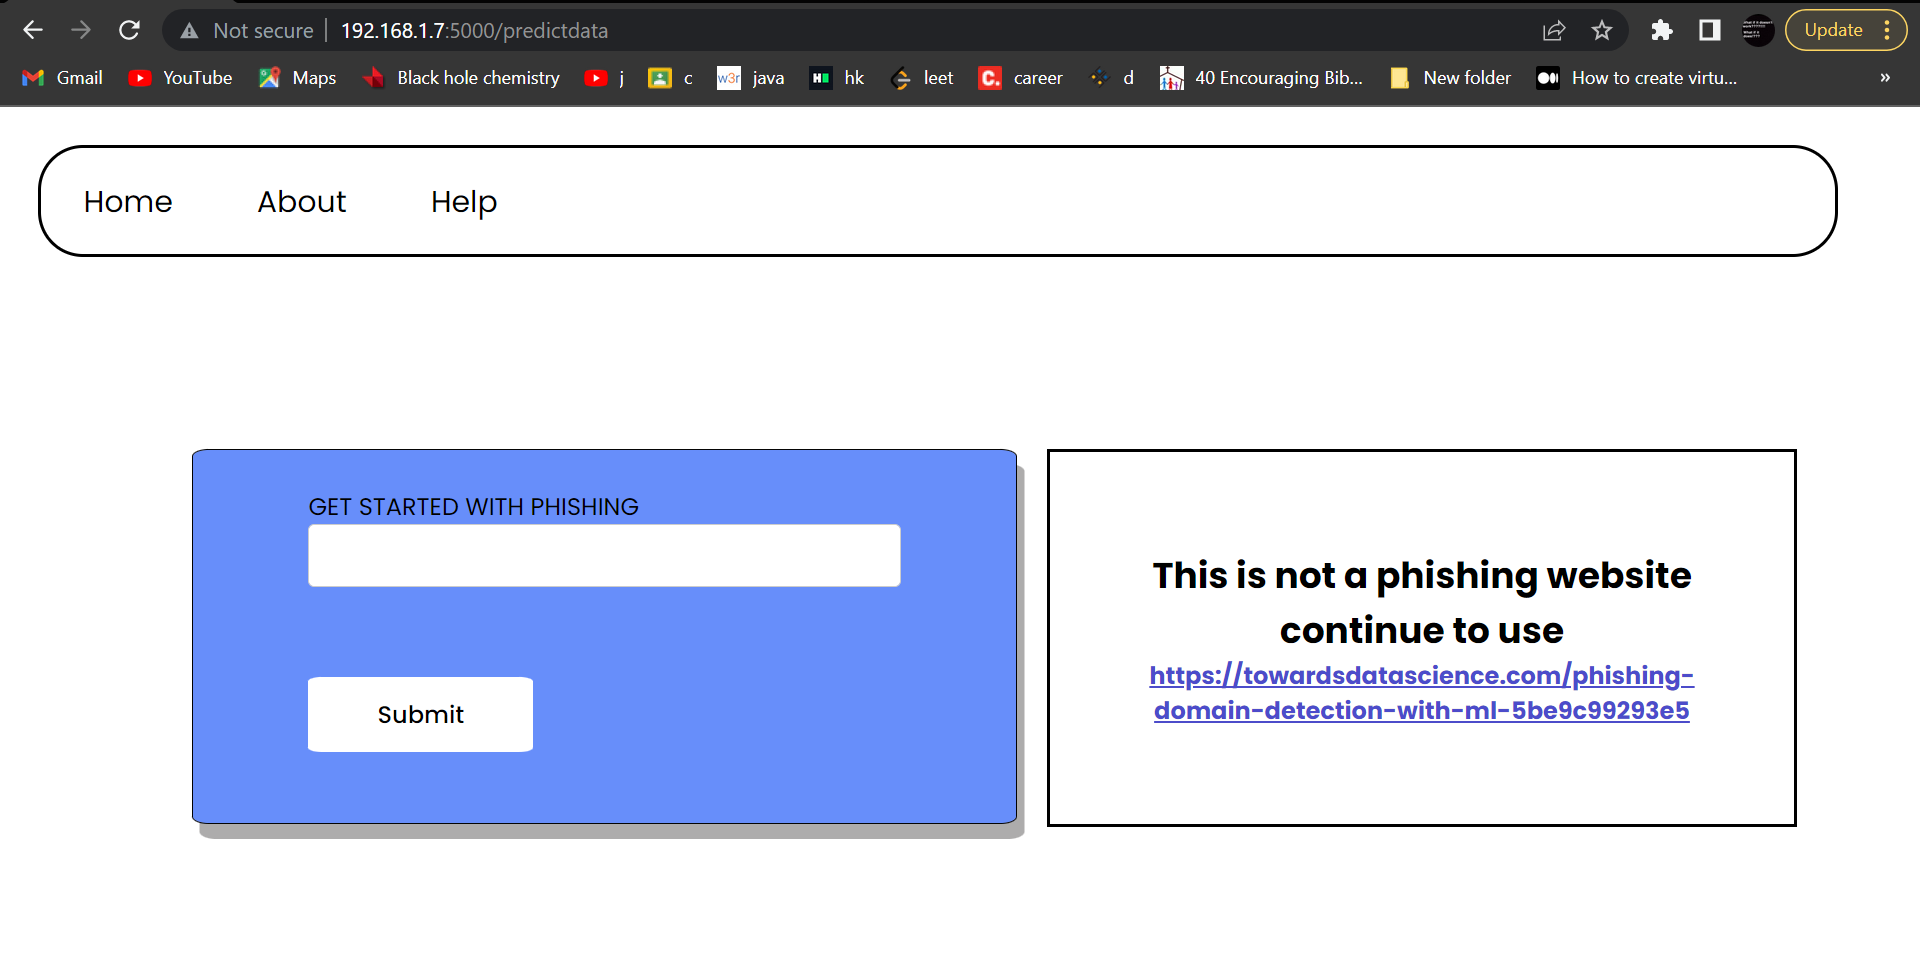 Not secure | 192.168.1.7:5000/predictdata
Update
Gmail YouTube Maps Black hole chemistry j c w3r java hk leet C. career d 40 Encouraging Bib... New folder How to create virtu... »
Home About Help
GET STARTED WITH PHISHING
Submit
This is not a phishing website
continue to use
https://towardsdatascience.com/phishing-
domain-detection-with-ml-5be9c99293e5